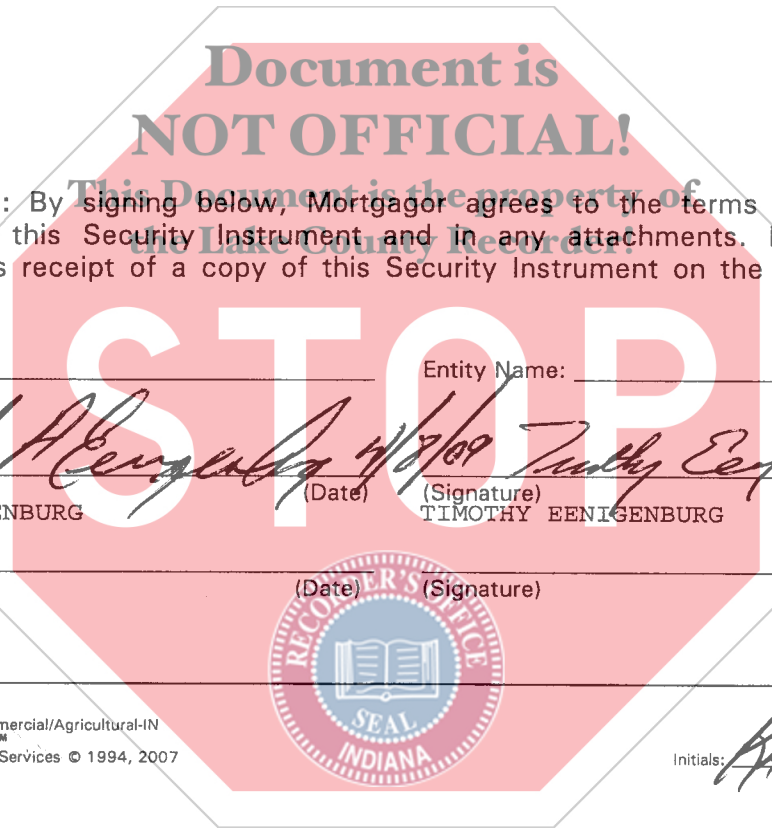 Document is
NOT OFFICIAL!
This Document is the property of
the Lake County Recorder!
: By signing below, Mortgagor agrees to the terms
this Security Instrument and in any attachments.
s receipt of a copy of this Security Instrument on the
STOP
Entity Name:
4/8/09
(Date) (Signature)
ENBURG TIMOTHY EENIGENBURG
(Date) (Signature)
RECORDER'S OFFICE
SEAL
INDIANA
mercial/Agricultural-IN
Services © 1994, 2007
Initials: